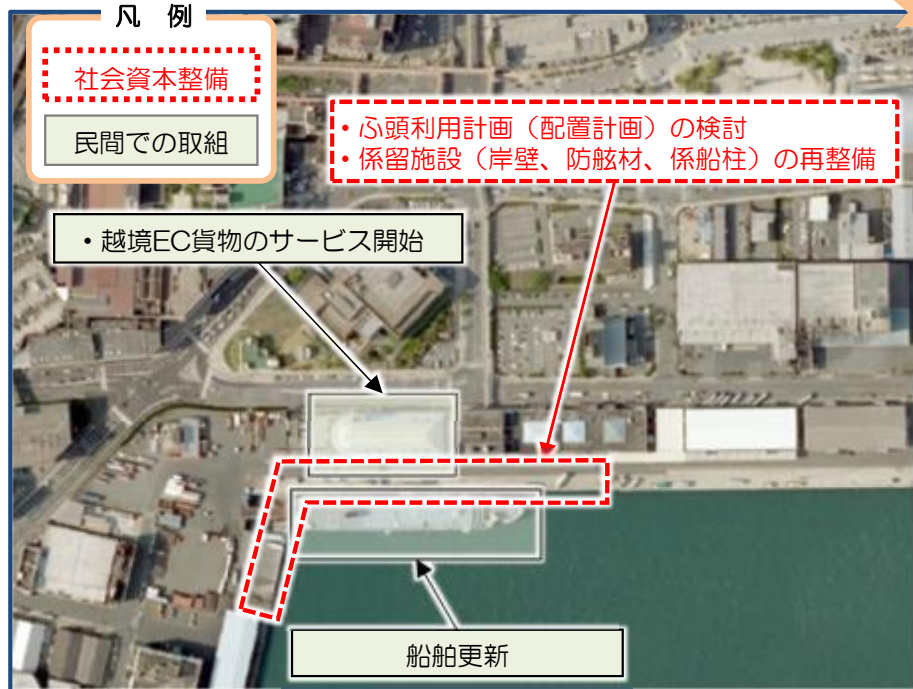 凡 例
社会資本整備
民間での取組
・ふ頭利用計画（配置計画）の検討
・係留施設（岸壁、防舷材、係船柱）の再整備
・越境EC貨物のサービス開始
船舶更新